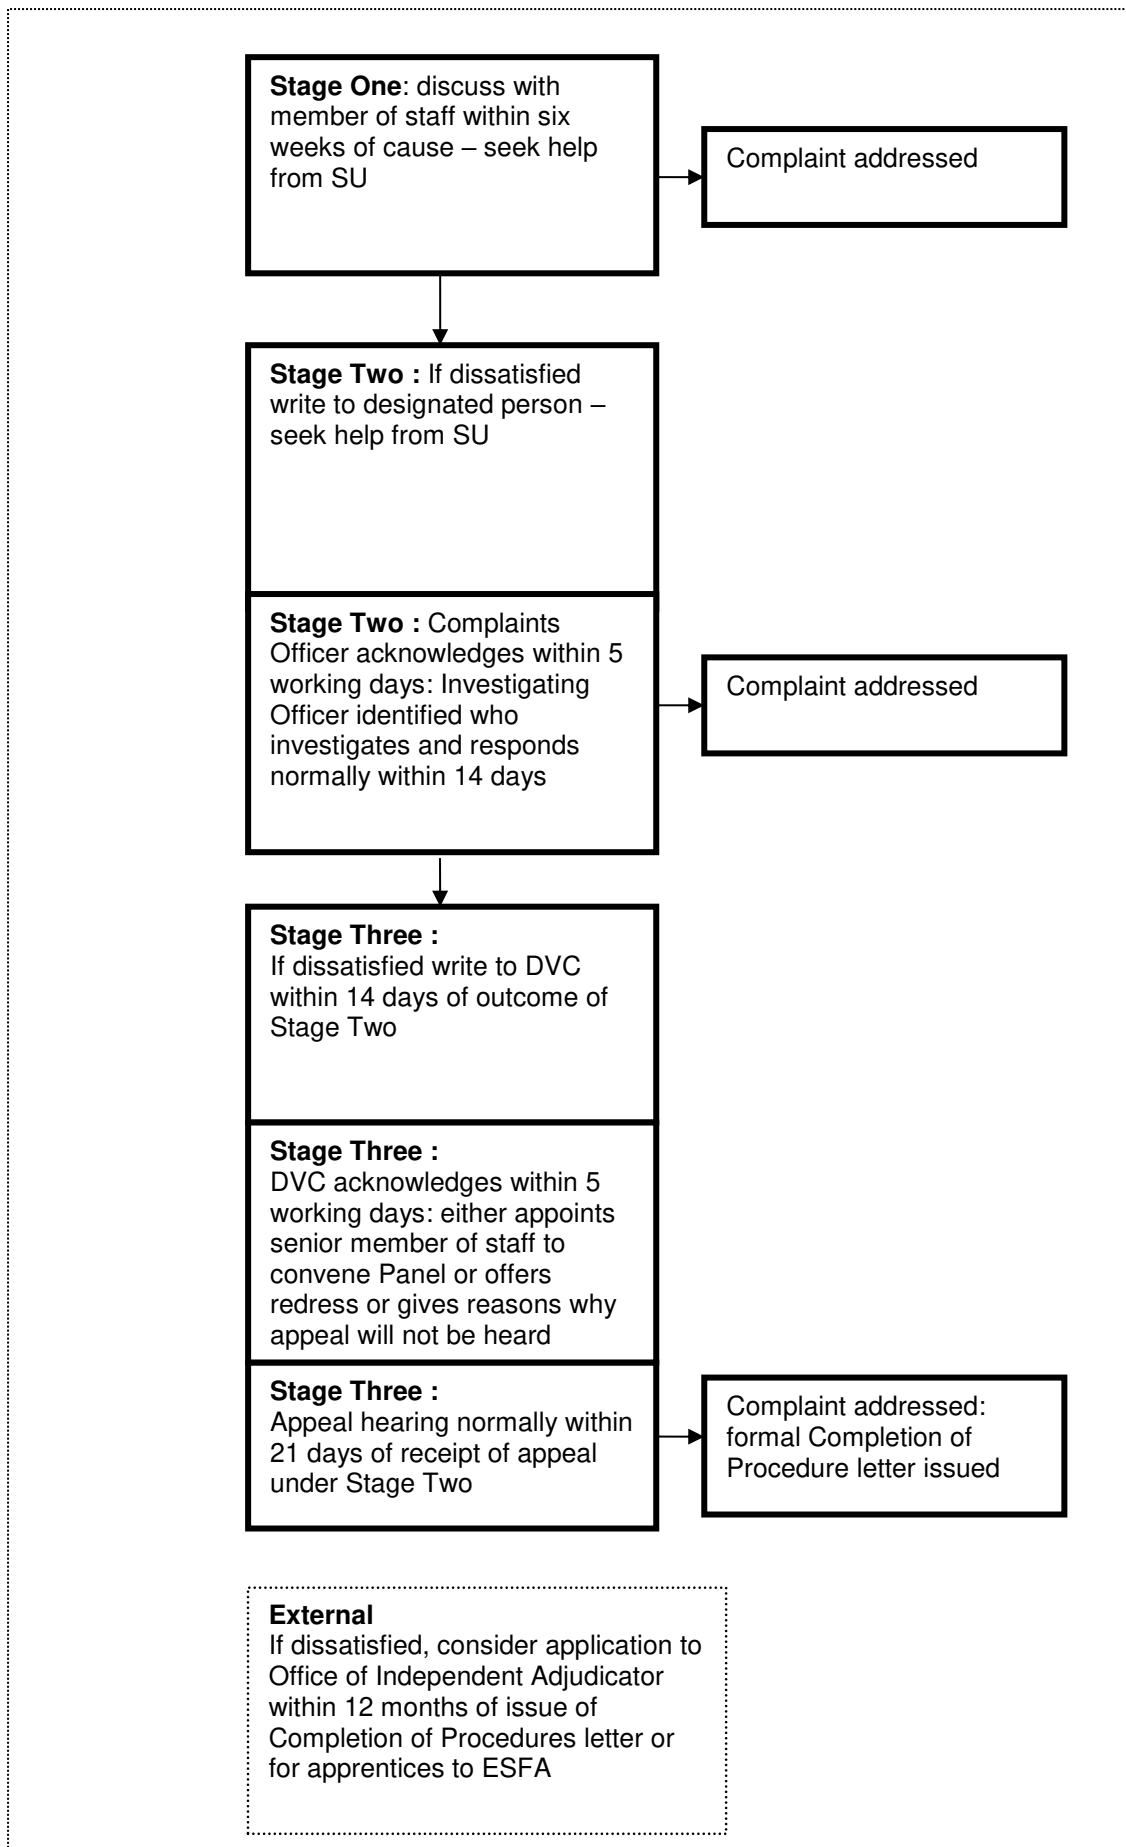 Stage One: discuss with
member of staff within six
weeks of cause – seek help
from SU
Complaint addressed
Stage Two : If dissatisfied
write to designated person –
seek help from SU
Stage Two : Complaints
Officer acknowledges within 5
working days: Investigating
Officer identified who
investigates and responds
normally within 14 days
Complaint addressed
Stage Three :
If dissatisfied write to DVC
within 14 days of outcome of
Stage Two
Stage Three :
DVC acknowledges within 5
working days: either appoints
senior member of staff to
convene Panel or offers
redress or gives reasons why
appeal will not be heard
Stage Three :
Appeal hearing normally within
21 days of receipt of appeal
under Stage Two
Complaint addressed:
formal Completion of
Procedure letter issued
External
If dissatisfied, consider application to
Office of Independent Adjudicator
within 12 months of issue of
Completion of Procedures letter or
for apprentices to ESFA